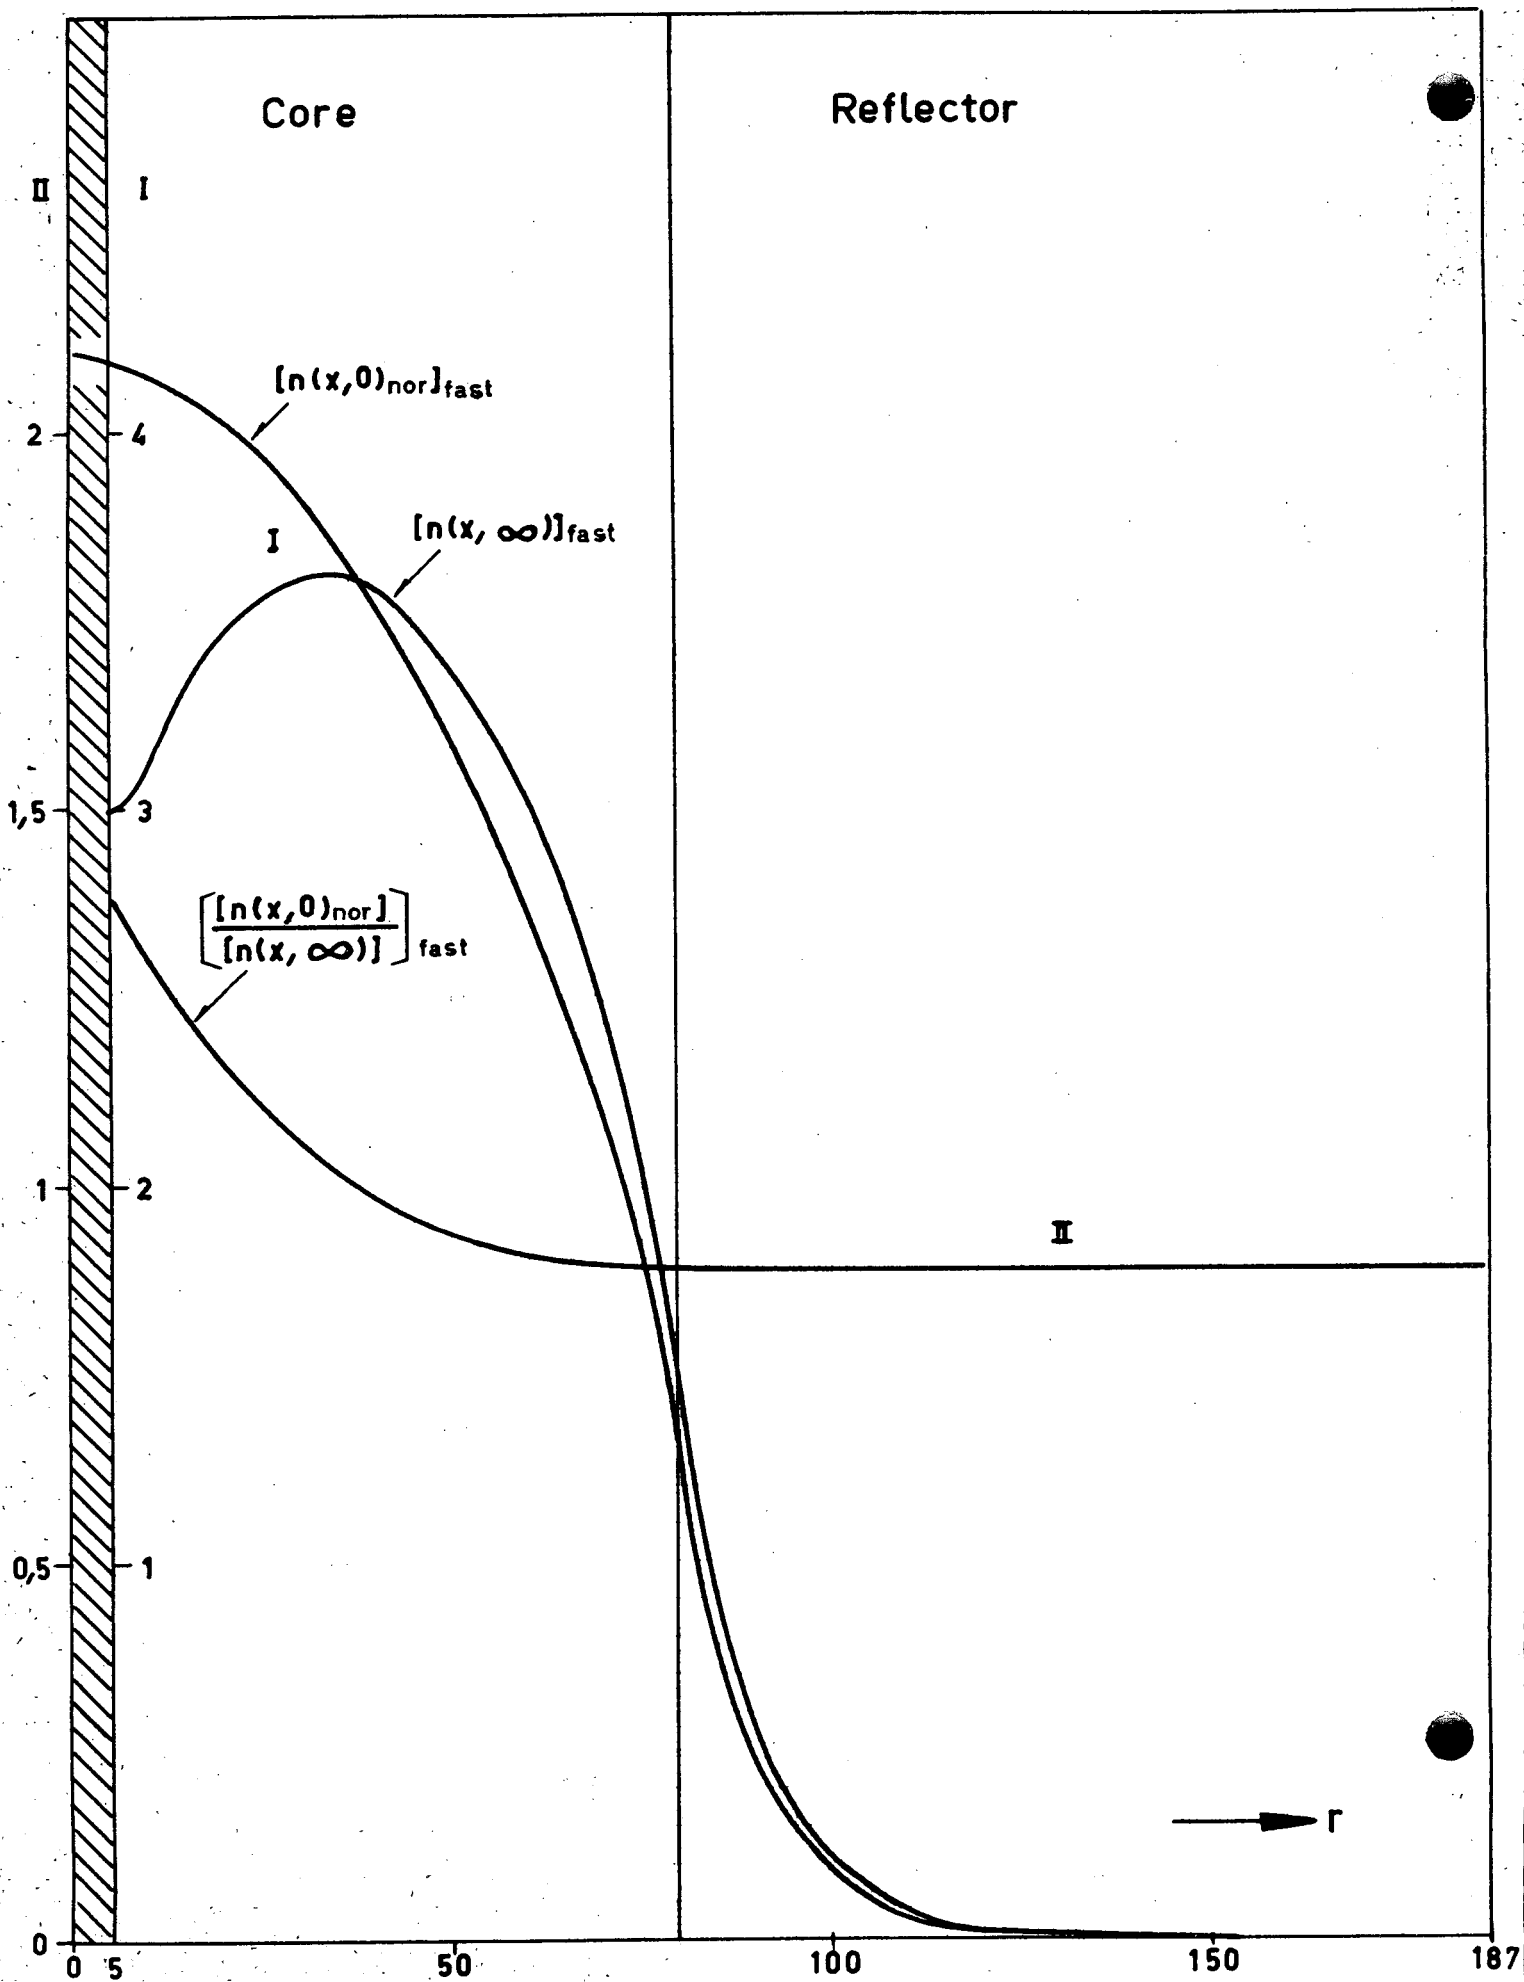 Core
Reflector
II
I
[n(x,0)nor]fast
2
4
[n(x, ∞)]fast
I
1,5
3
[[n(x,0)nor]
[n(x, ∞)]]fast
1
2
II
0,5
1
r
0
0 5 50 100 150 187